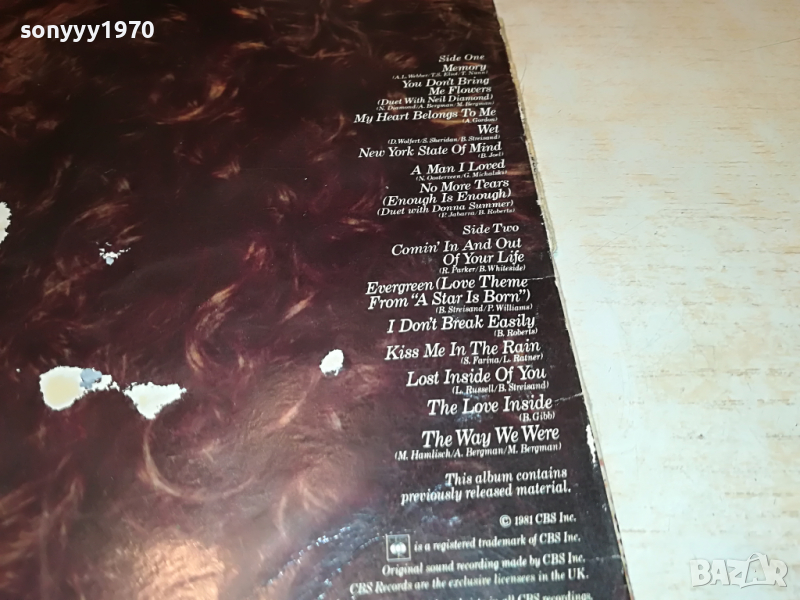 sonyyy1970
Side One
Memory
(A.L. Webber/T.S. Eliot/T. Nunn)
You Don't Bring
Me Flowers
(Duet With Neil Diamond)
(N. Diamond/A. Bergman/M. Bergman)
My Heart Belongs To Me
(A. Gordon)
Wet
(D. Wolfert/S. Sheridan/B. Streisand)
New York State Of Mind
(B. Joel)
A Man I Loved
(N. Oosterveen/G. Michalski)
No More Tears
(Enough Is Enough)
(Duet with Donna Summer)
(P. Jabarra/B. Roberts)
Side Two
Comin' In And Out
Of Your Life
(R. Parker/B. Whiteside)
Evergreen (Love Theme
From "A Star Is Born")
(B. Streisand/P. Williams)
I Don't Break Easily
(B. Roberts)
Kiss Me In The Rain
(S. Farina/L. Ratner)
Lost Inside Of You
(L. Russell/B. Streisand)
The Love Inside
(B. Gibb)
The Way We Were
(M. Hamlisch/A. Bergman/M. Bergman)
This album contains
previously released material.
© 1981 CBS Inc.
is a registered trademark of CBS Inc.
Original sound recording made by CBS Inc.
CBS Records are the exclusive licensees in the UK.
in all CBS recordings.
BAZAR